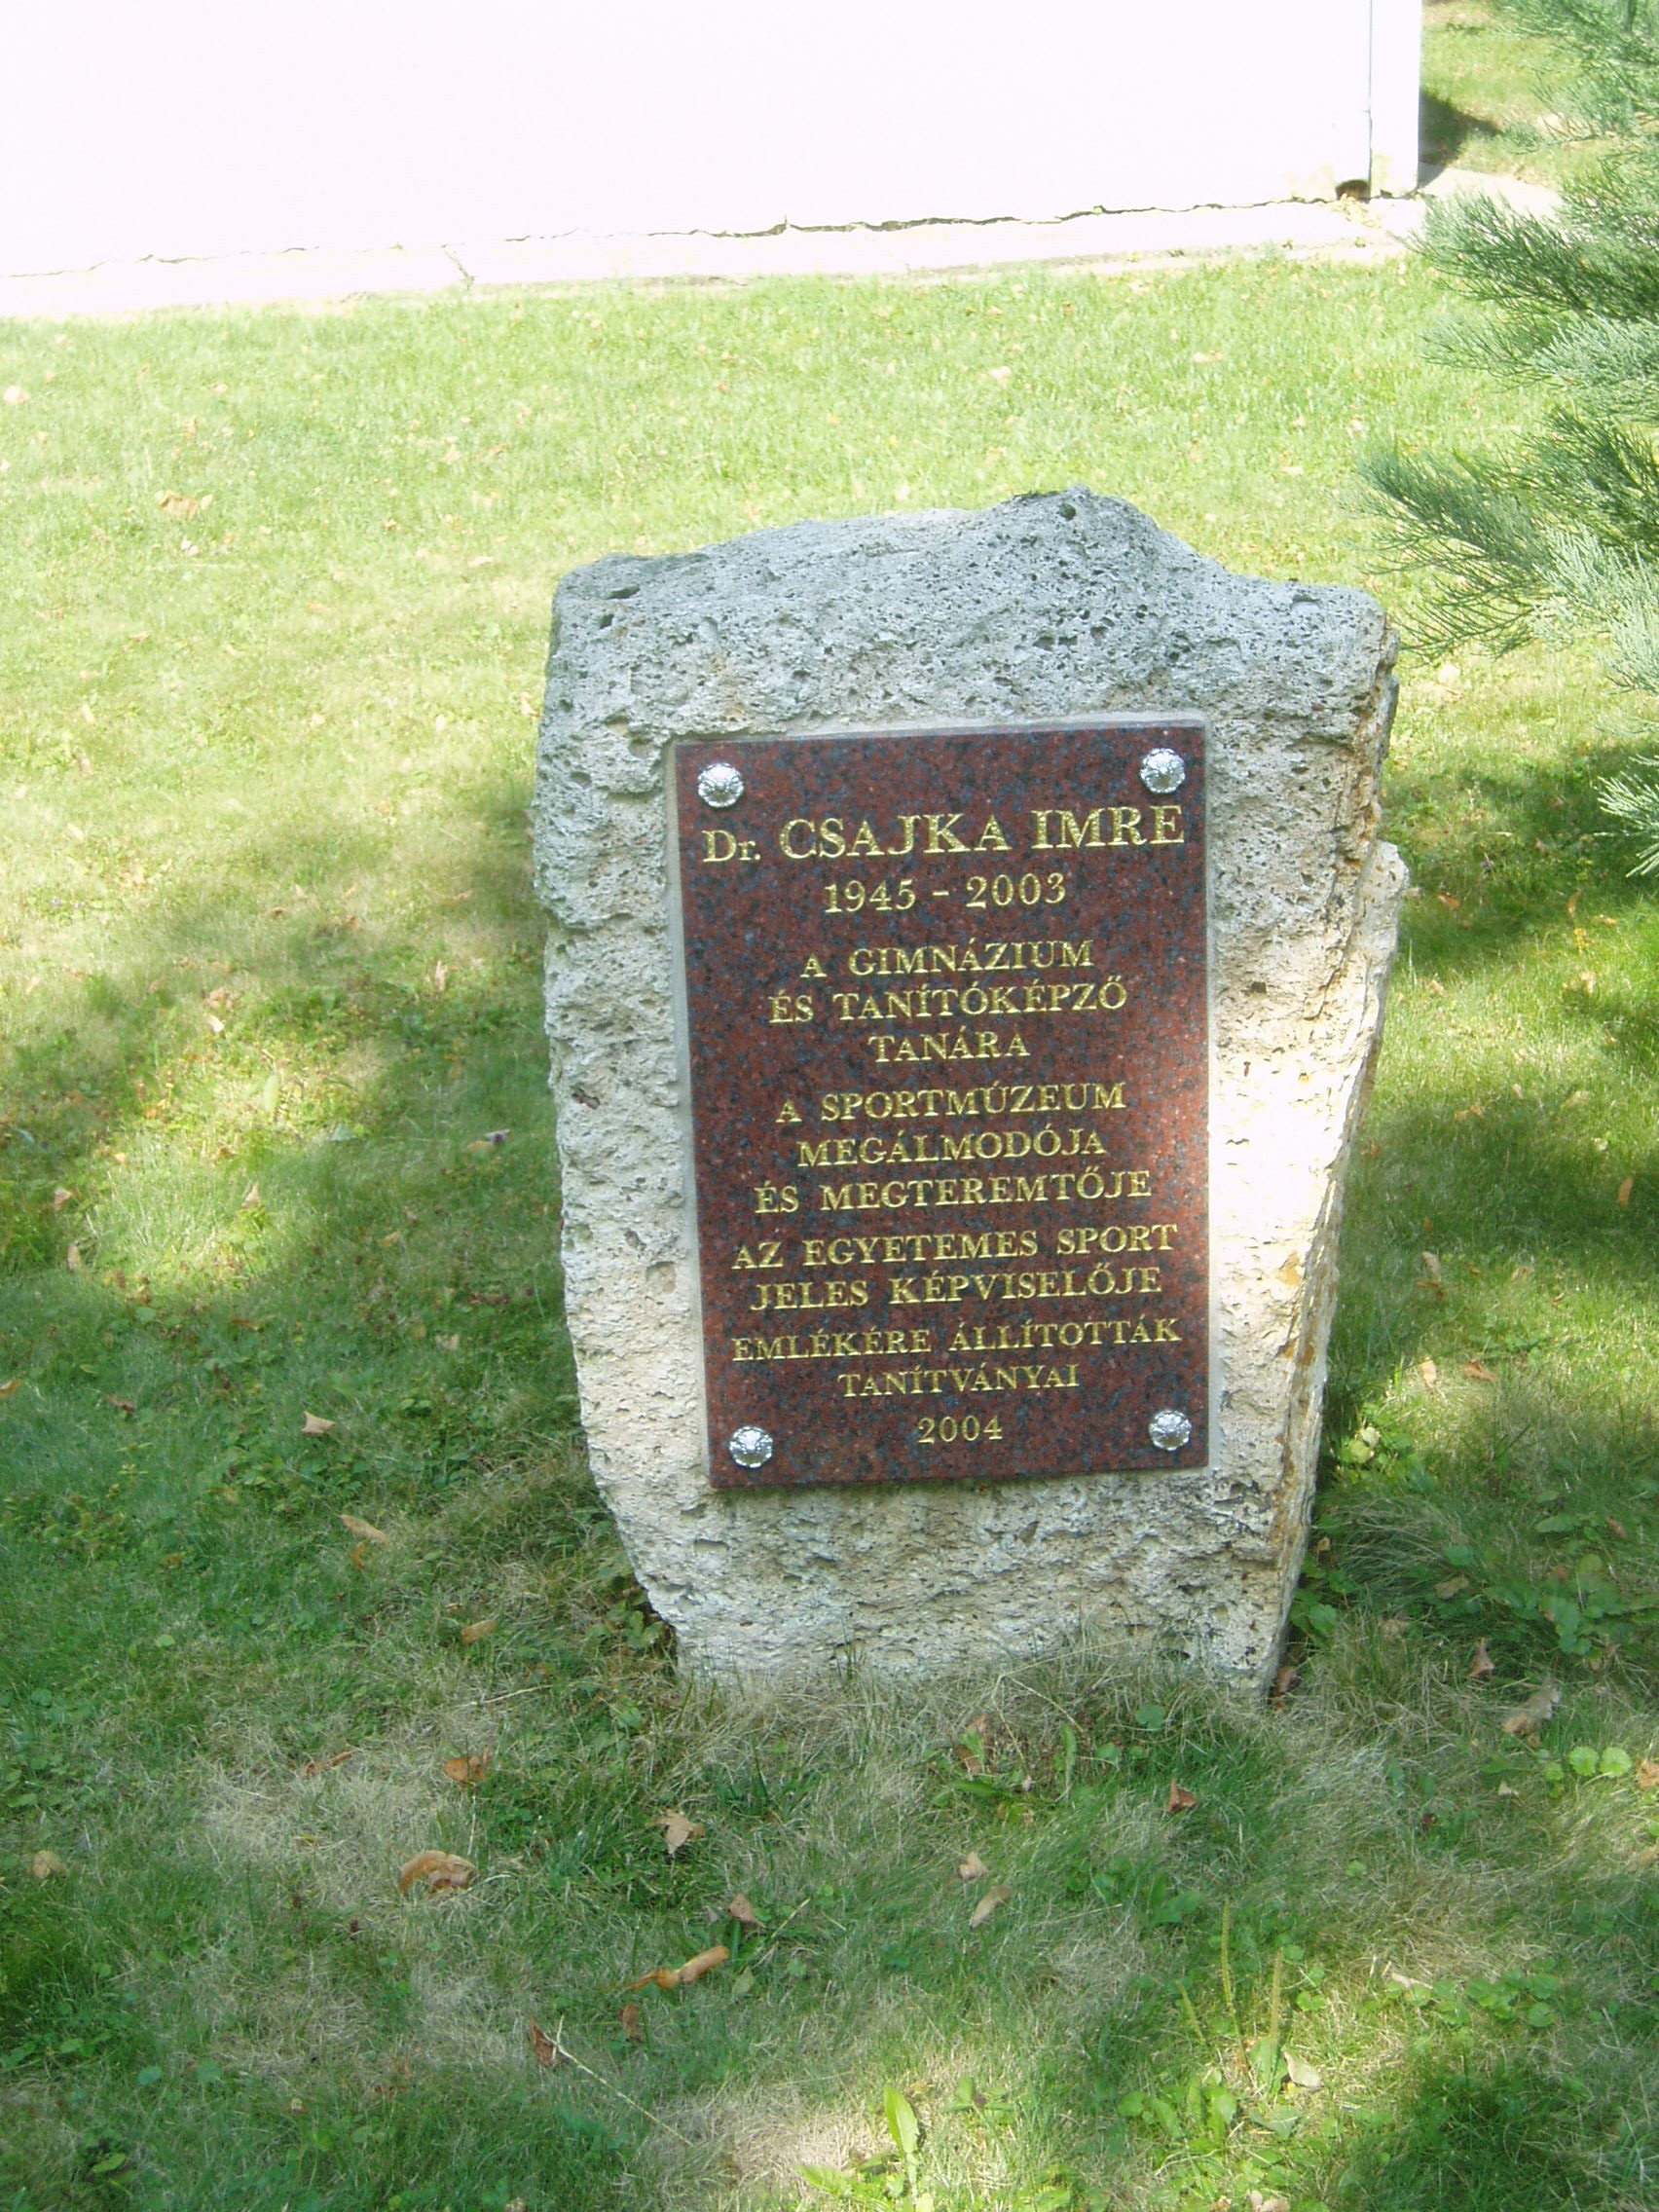 Dr. CSAJKA IMRE
1945 - 2003
A GIMNÁZIUM
ÉS TANÍTÓKÉPZŐ
TANÁRA
A SPORTMÚZEUM
MEGÁLMODÓJA
ÉS MEGTEREMTŐJE
AZ EGYETEMES SPORT
JELES KÉPVISELŐJE
EMLÉKÉRE ÁLLÍTOTTÁK
TANÍTVÁNYAI
2004